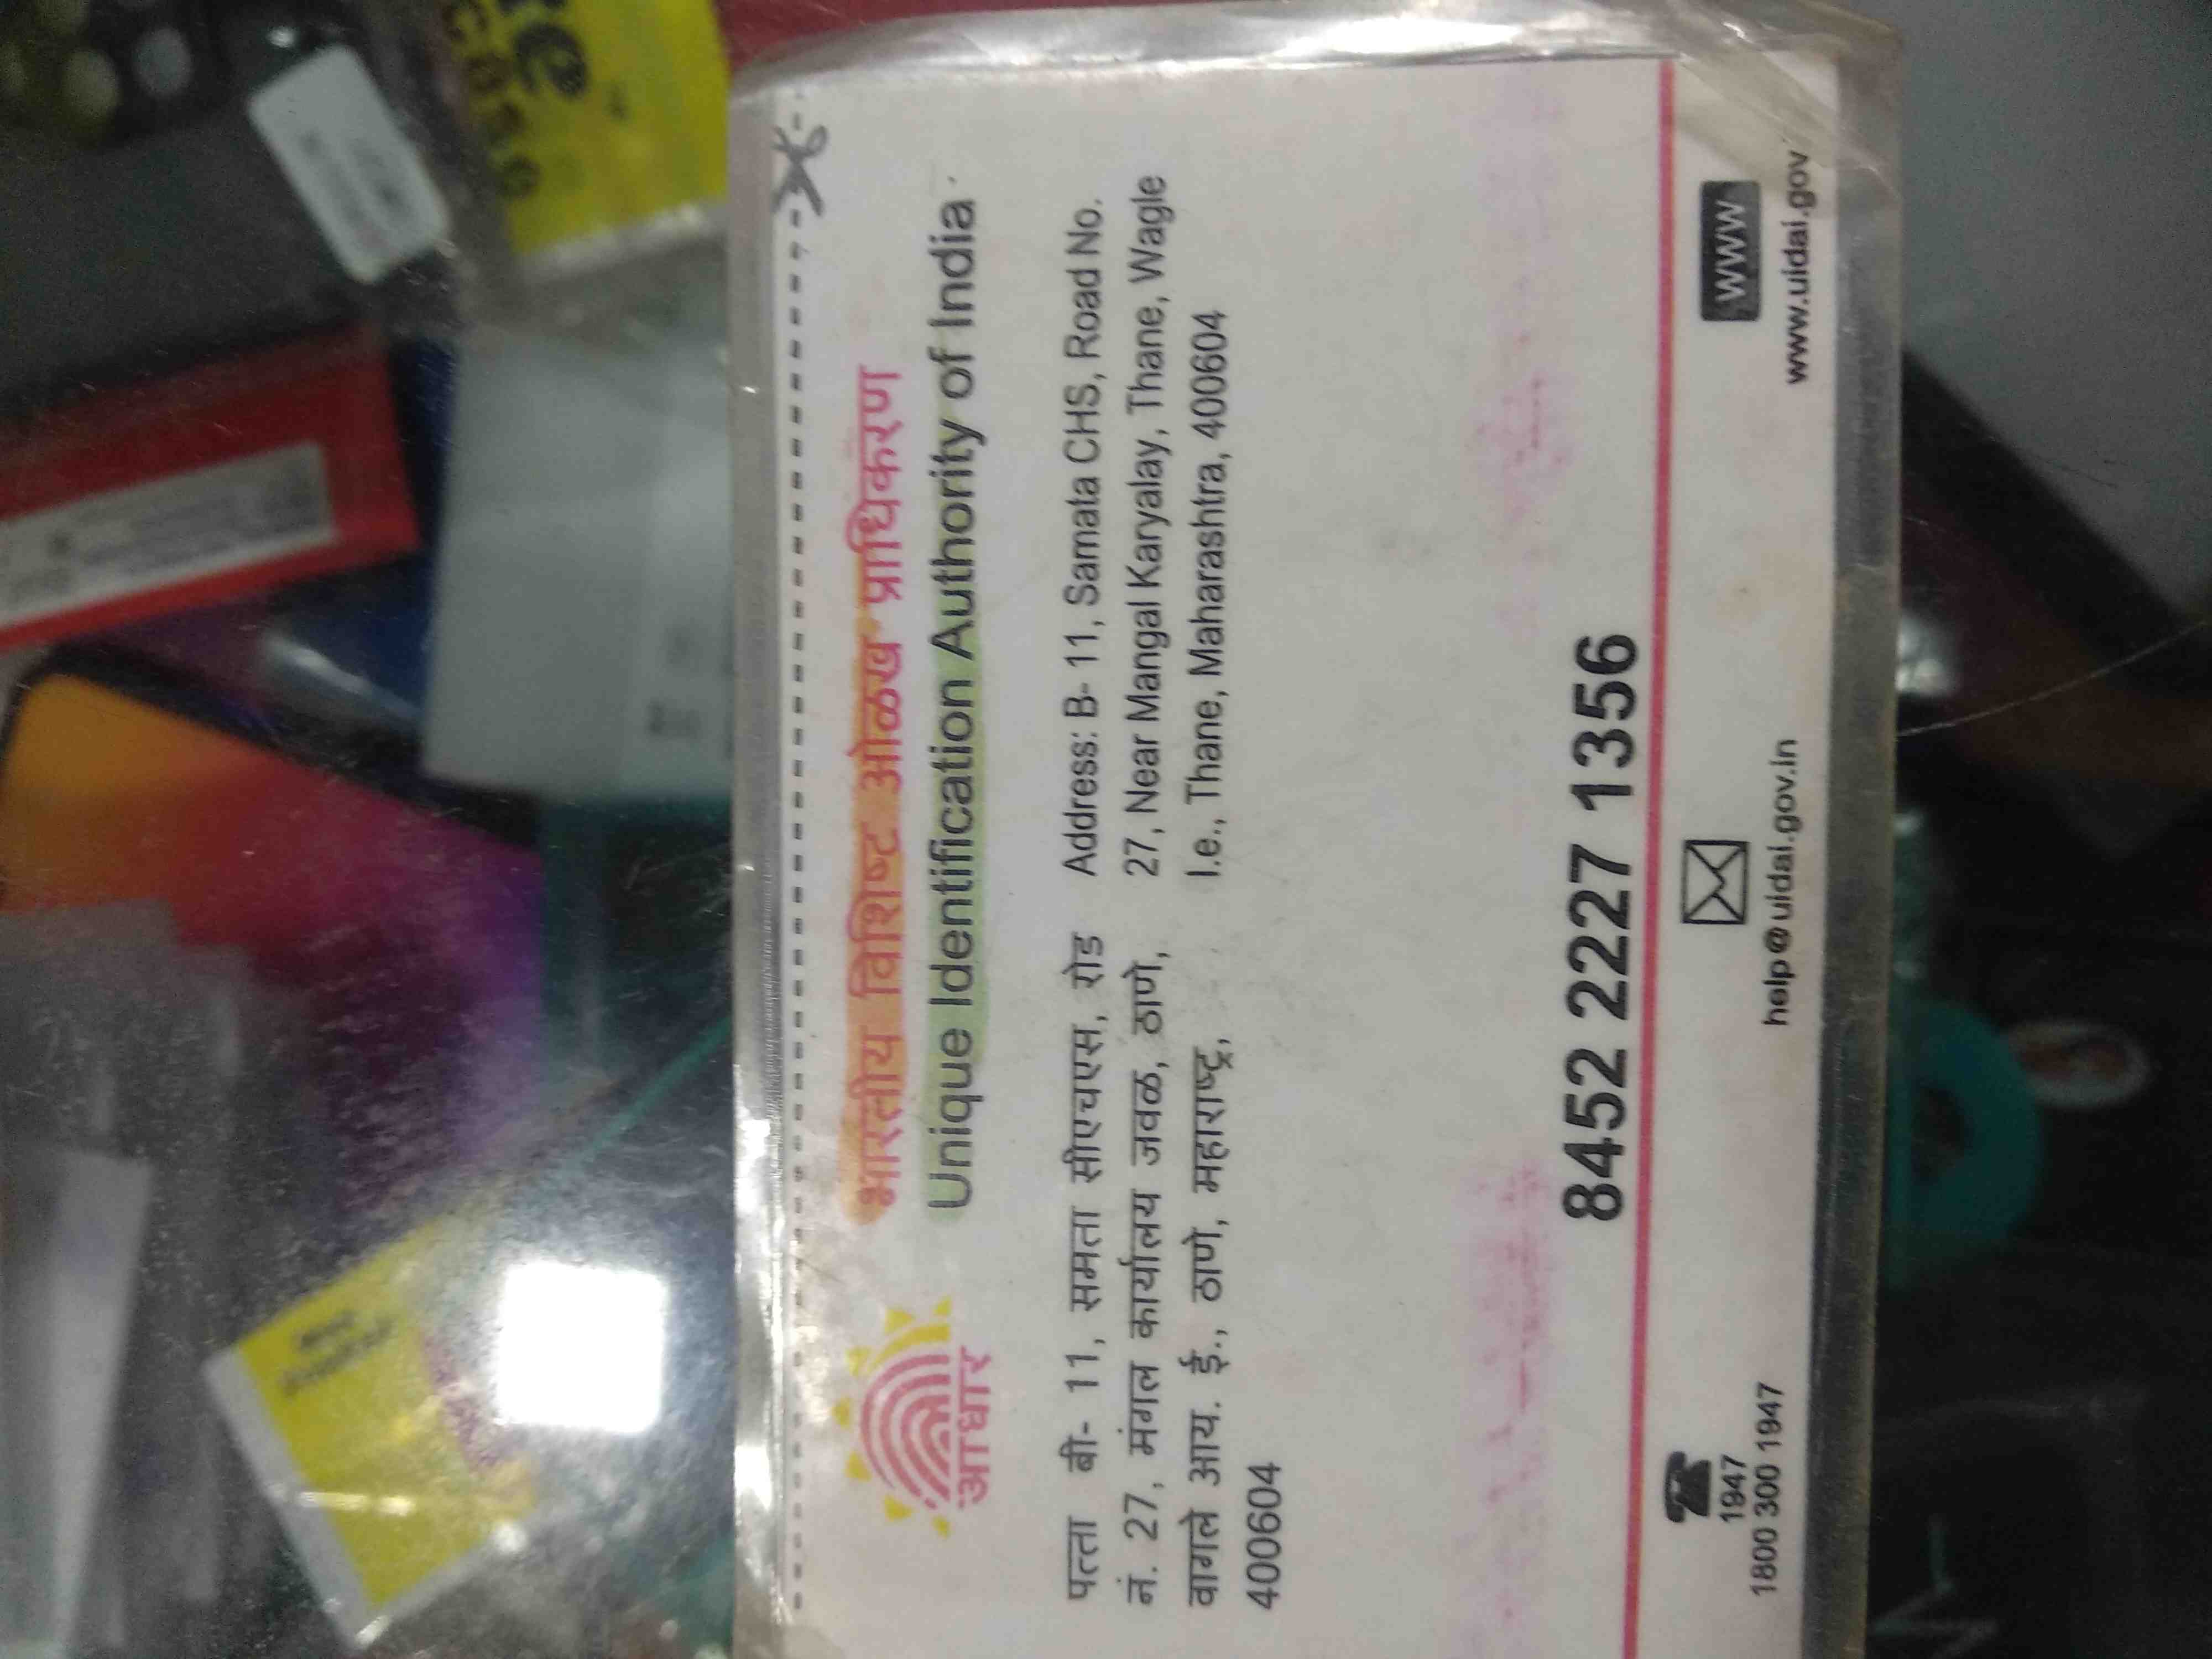 भारतीय विशिष्ट ओळख प्राधिकरण
Unique Identification Authority of India
आधार
पत्ता बी- 11, समता सीएचएस, रोड
नं. 27, मंगल कार्यालय जवळ, ठाणे,
वागले आय. ई., ठाणे, महाराष्ट्र,
400604
Address: B- 11, Samata CHS, Road No.
27, Near Mangal Karyalay, Thane, Wagle
I.e., Thane, Maharashtra, 400604
8452 2227 1356
1947
1800 300 1947
help@uidai.gov.in
WWW
www.uidai.gov